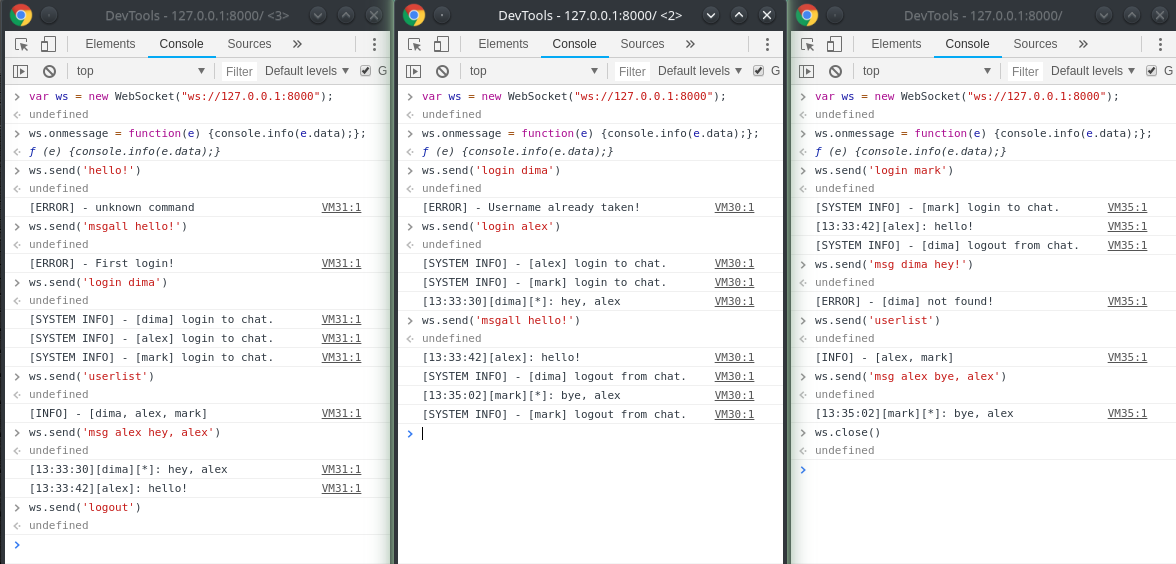 DevTools - 127.0.0.1:8000/ <3>
Elements Console Sources »
top Filter Default levels G
var ws = new WebSocket("ws://127.0.0.1:8000");
undefined
ws.onmessage = function(e) {console.info(e.data);};
ƒ (e) {console.info(e.data);}
ws.send('hello!')
undefined
[ERROR] - unknown command VM31:1
ws.send('msgall hello!')
undefined
[ERROR] - First login! VM31:1
ws.send('login dima')
undefined
[SYSTEM INFO] - [dima] login to chat. VM31:1
[SYSTEM INFO] - [alex] login to chat. VM31:1
[SYSTEM INFO] - [mark] login to chat. VM31:1
ws.send('userlist')
undefined
[INFO] - [dima, alex, mark] VM31:1
ws.send('msg alex hey, alex')
undefined
[13:33:30][dima][*]: hey, alex VM31:1
[13:33:42][alex]: hello! VM31:1
ws.send('logout')
undefined
DevTools - 127.0.0.1:8000/ <2>
Elements Console Sources »
top Filter Default levels G
var ws = new WebSocket("ws://127.0.0.1:8000");
undefined
ws.onmessage = function(e) {console.info(e.data);};
ƒ (e) {console.info(e.data);}
ws.send('login dima')
undefined
[ERROR] - Username already taken! VM30:1
ws.send('login alex')
undefined
[SYSTEM INFO] - [alex] login to chat. VM30:1
[SYSTEM INFO] - [mark] login to chat. VM30:1
[13:33:30][dima][*]: hey, alex VM30:1
ws.send('msgall hello!')
undefined
[13:33:42][alex]: hello! VM30:1
[SYSTEM INFO] - [dima] logout from chat. VM30:1
[13:35:02][mark][*]: bye, alex VM30:1
[SYSTEM INFO] - [mark] logout from chat. VM30:1
DevTools - 127.0.0.1:8000/
Elements Console Sources »
top Filter Default levels G
var ws = new WebSocket("ws://127.0.0.1:8000");
undefined
ws.onmessage = function(e) {console.info(e.data);};
ƒ (e) {console.info(e.data);}
ws.send('login mark')
undefined
[SYSTEM INFO] - [mark] login to chat. VM35:1
[13:33:42][alex]: hello! VM35:1
[SYSTEM INFO] - [dima] logout from chat. VM35:1
ws.send('msg dima hey!')
undefined
[ERROR] - [dima] not found! VM35:1
ws.send('userlist')
undefined
[INFO] - [alex, mark] VM35:1
ws.send('msg alex bye, alex')
undefined
[13:35:02][mark][*]: bye, alex VM35:1
ws.close()
undefined